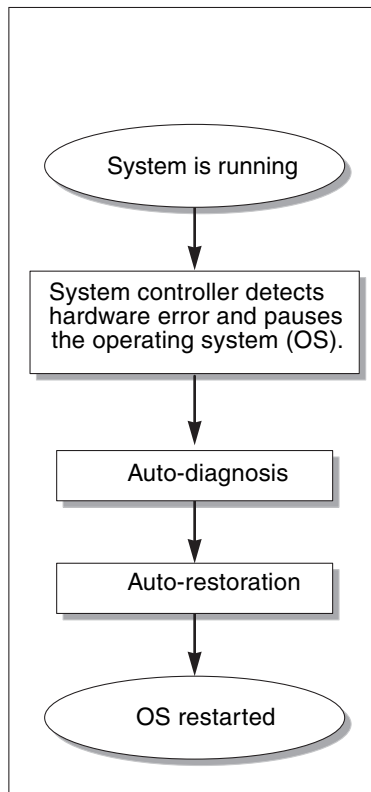 System is running
System controller detects
hardware error and pauses
the operating system (OS).
Auto-diagnosis
Auto-restoration
OS restarted